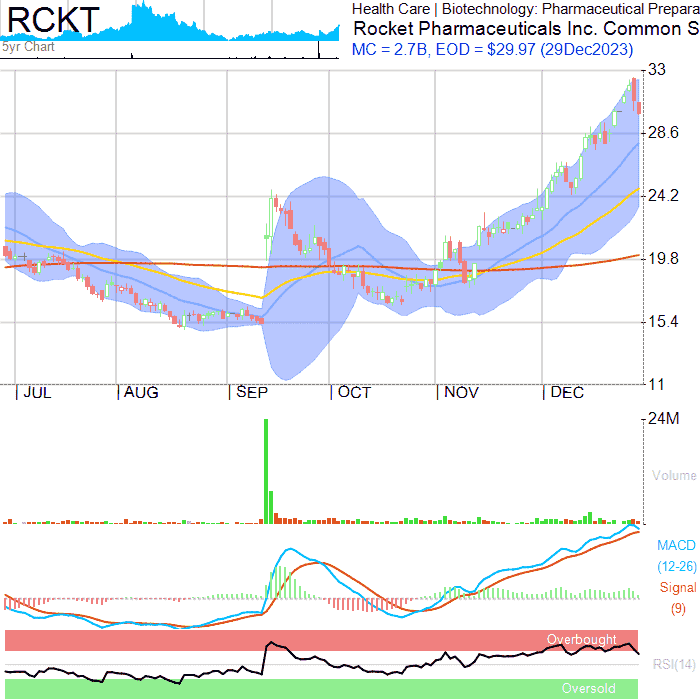 RCKT
5yr Chart
Health Care | Biotechnology: Pharmaceutical Prepara
Rocket Pharmaceuticals Inc. Common S
MC = 2.7B, EOD = $29.97 (29Dec2023)
33
28.6
24.2
19.8
15.4
11
| JUL | AUG | SEP | OCT | NOV | DEC
24M
Volume
MACD
(12-26)
Signal
(9)
Overbought
RSI(14)
Oversold